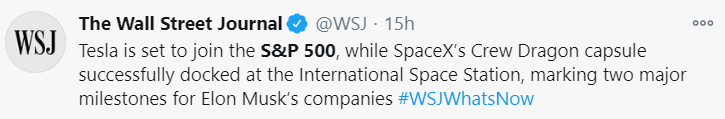 WSJ
The Wall Street Journal @WSJ · 15h
Tesla is set to join the S&P 500, while SpaceX's Crew Dragon capsule
successfully docked at the International Space Station, marking two major
milestones for Elon Musk's companies #WSJWhatsNow